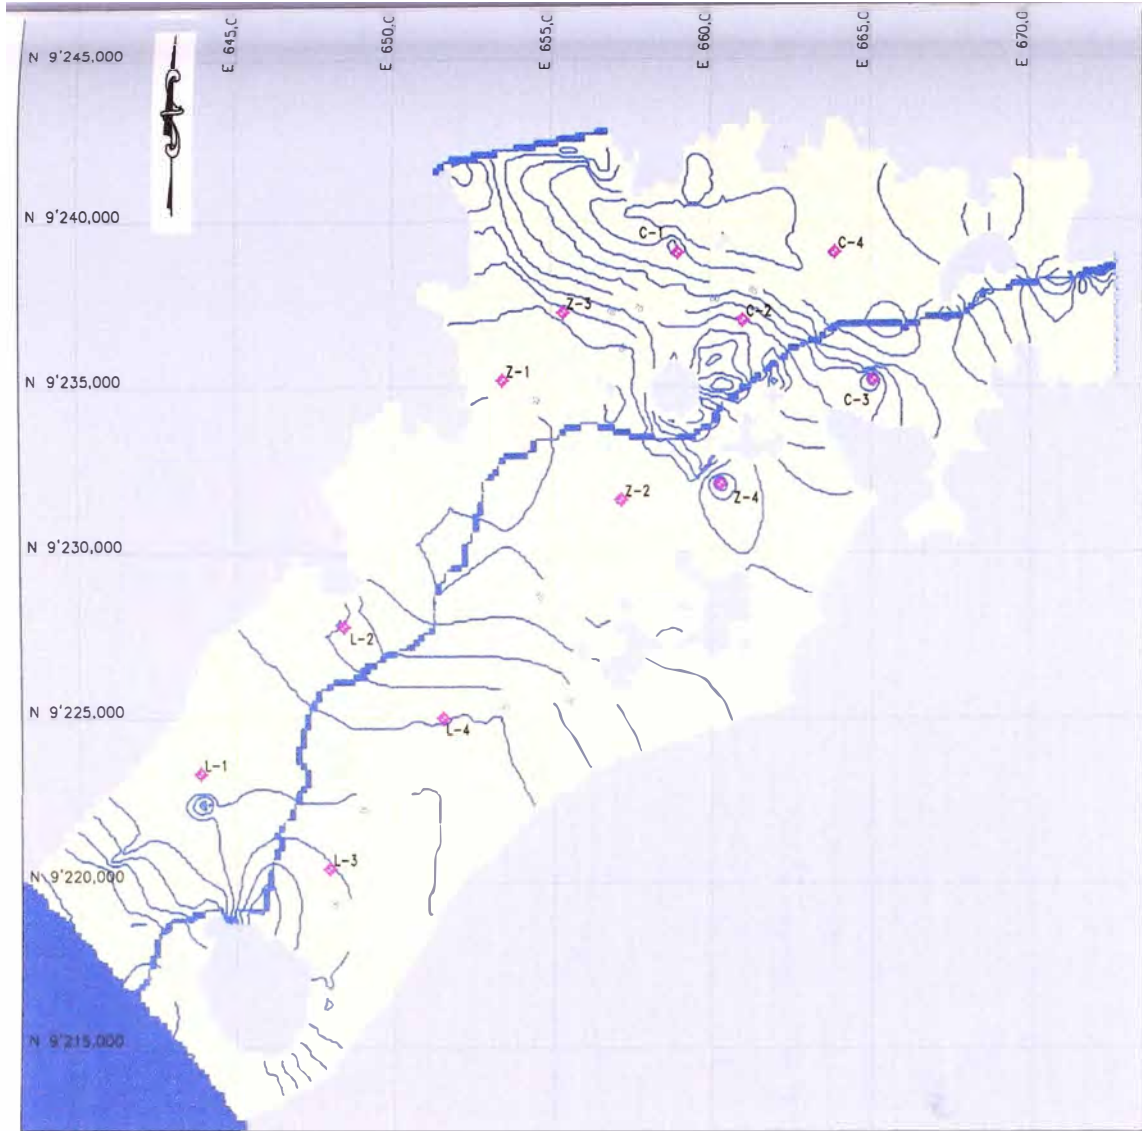 E 645,0
E 650,0
E 655,0
E 660,0
E 665,0
E 670,0
N 9'245,000
N 9'240,000
C-1
C-4
Z-3
C-2
Z-1
N 9'235,000
C-3
Z-2
Z-4
N 9'230,000
L-2
N 9'225,000
L-4
L-1
L-3
N 9'220,000
N 9'215,000